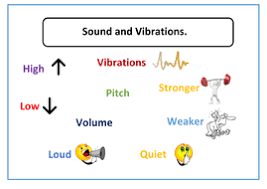 Sound and Vibrations.
High
Vibrations
Stronger
Pitch
Low
Volume
Weaker
Loud
Quiet